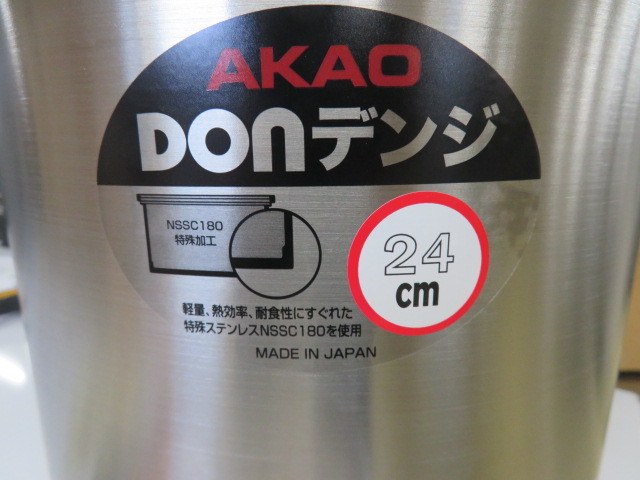 AKAO
DONデンジ
NSSC180
特殊加工
24
cm
軽量、熱効率、耐食性にすぐれた
特殊ステンレスNSSC180を使用
MADE IN JAPAN